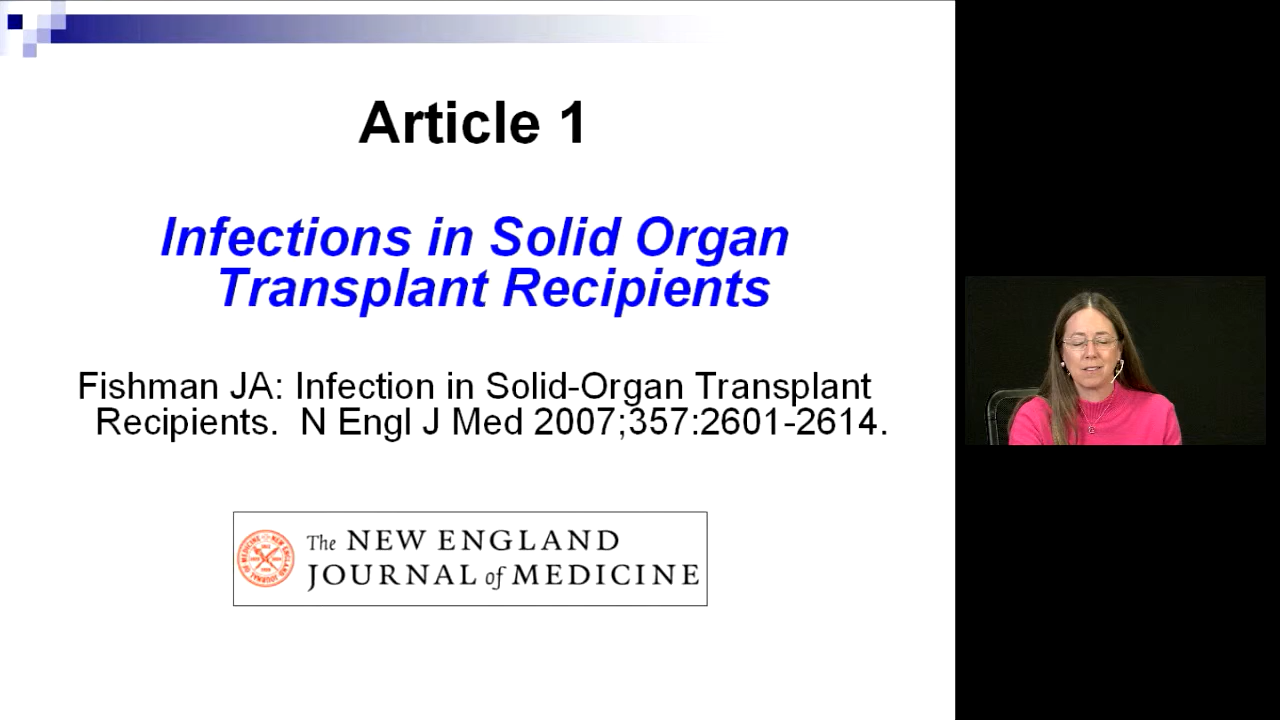 Article 1
Infections in Solid Organ
Transplant Recipients
Fishman JA: Infection in Solid-Organ Transplant
Recipients.  N Engl J Med 2007;357:2601-2614.
The NEW ENGLAND
JOURNAL of MEDICINE